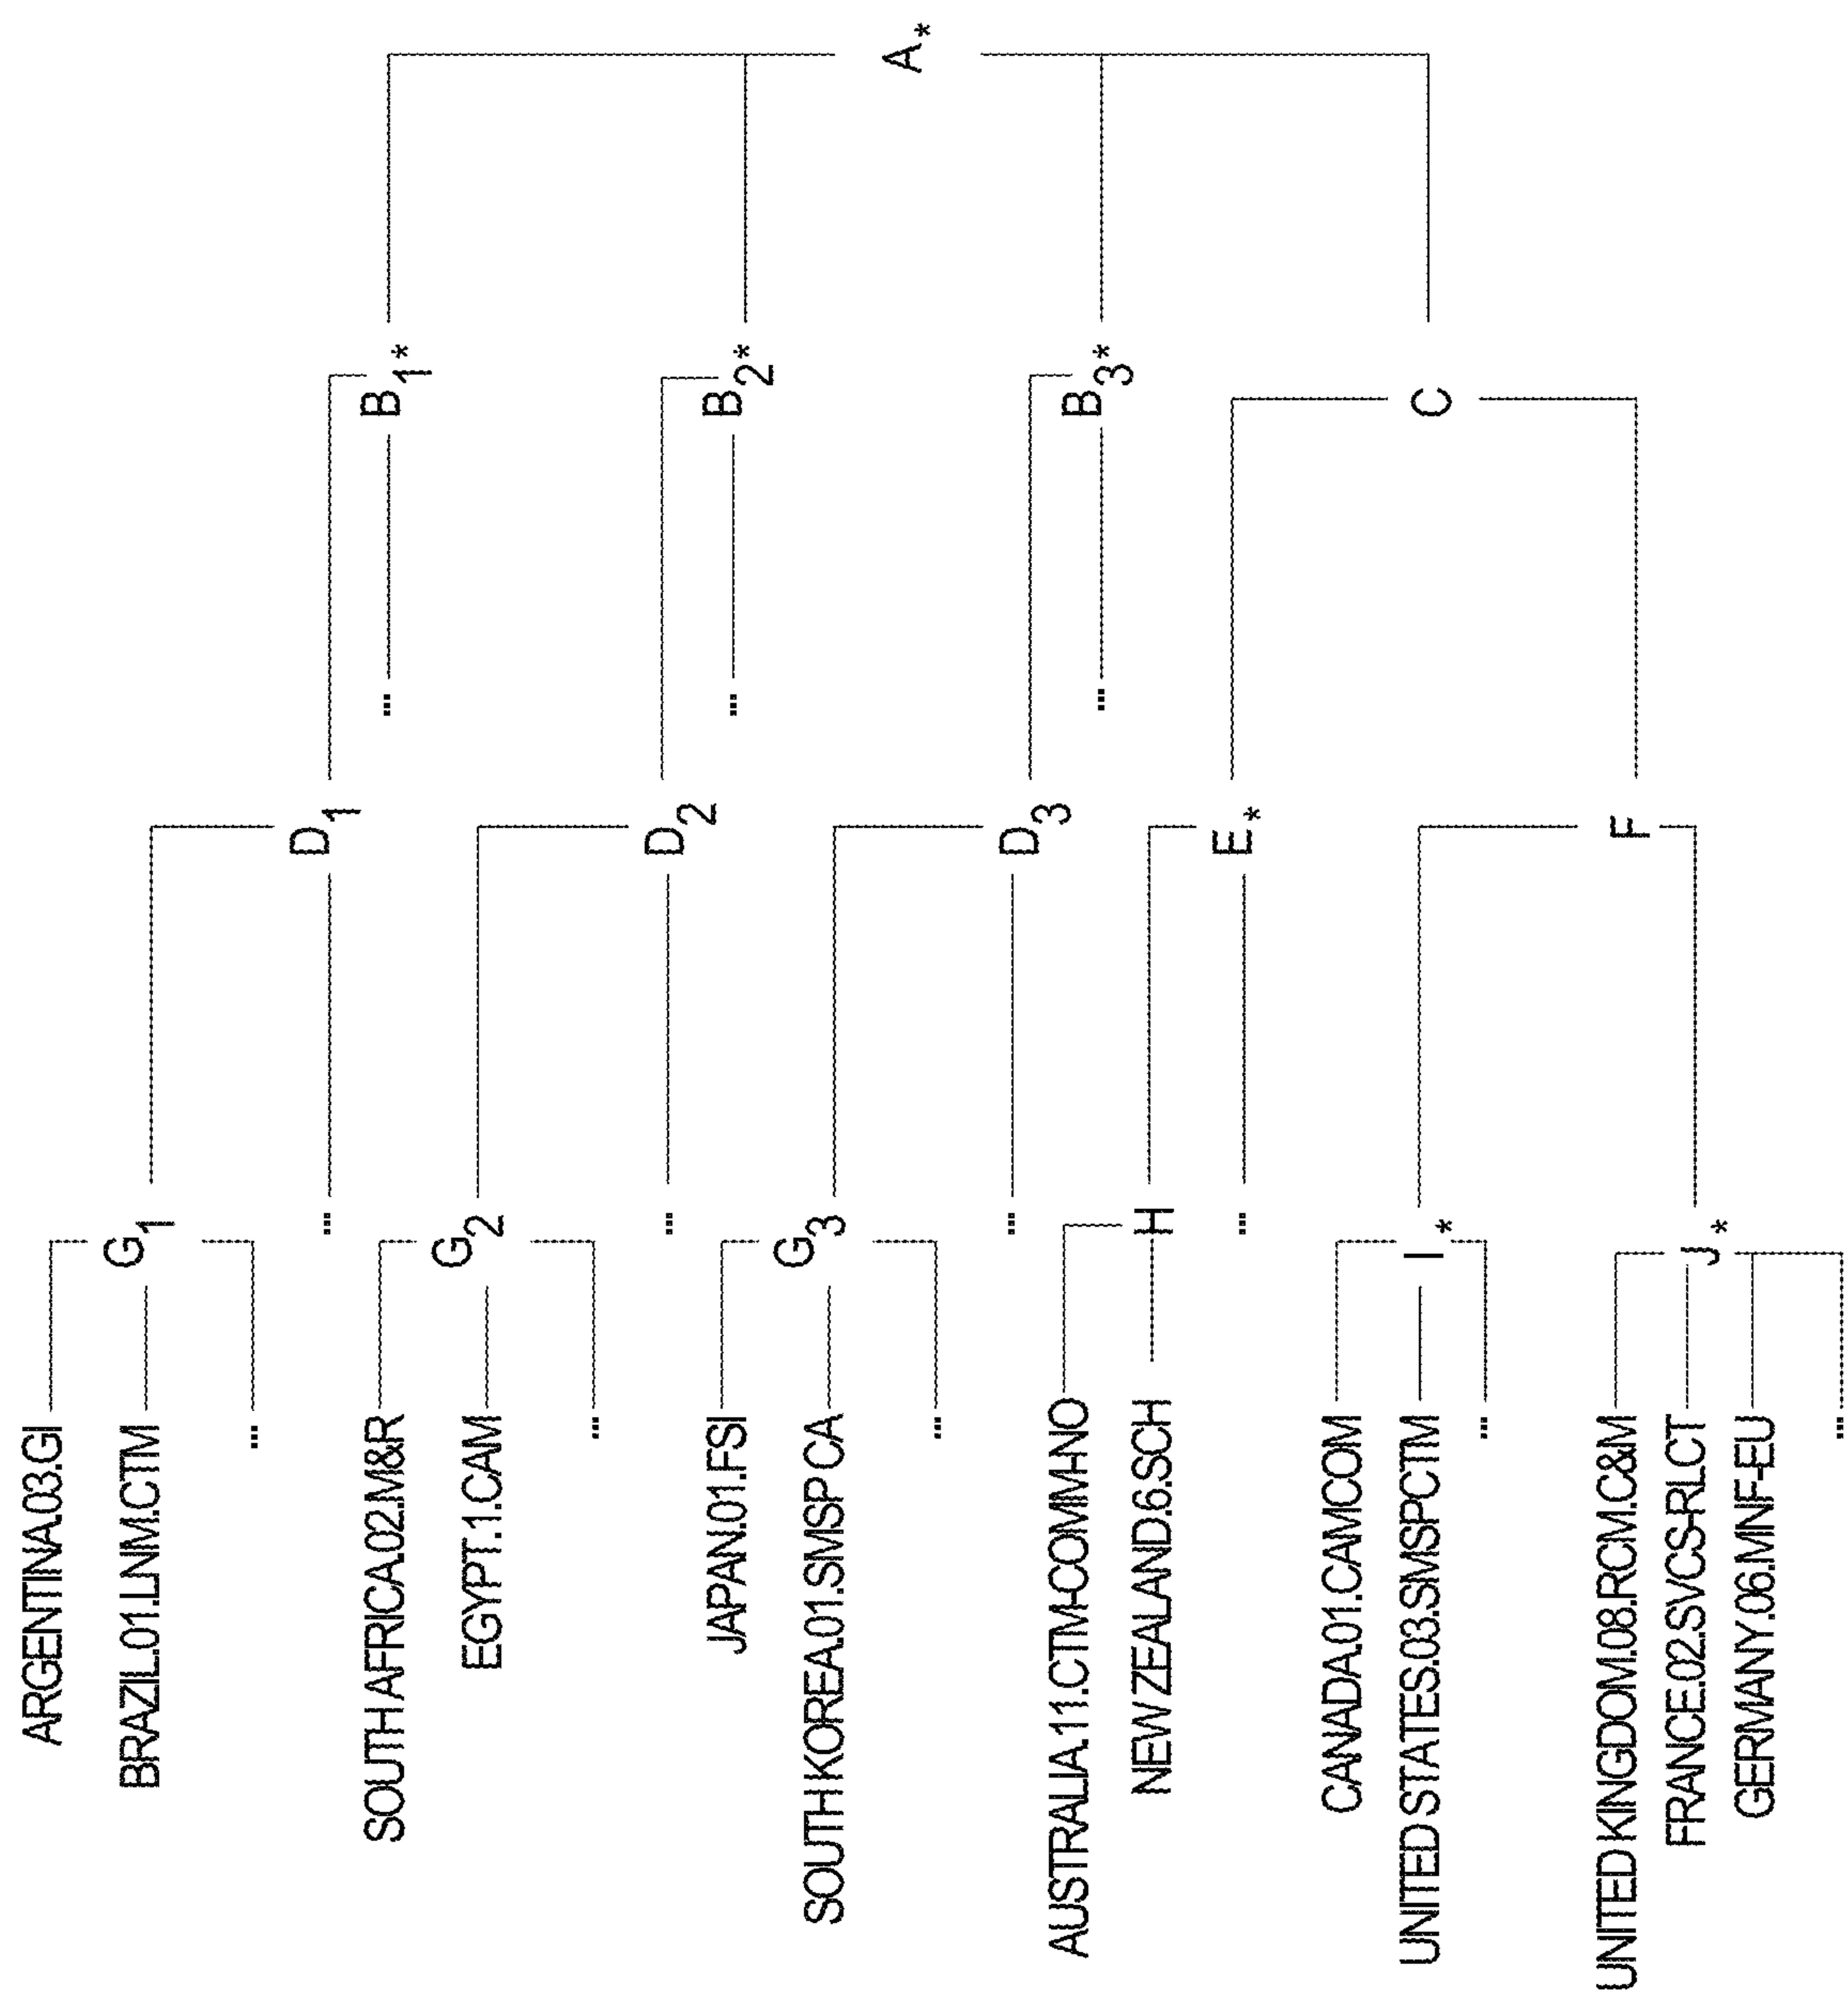 A*
B1*
B2*
B3*
C
...
...
...
D1
D2
D3
E*
F
G1
...
G2
...
G3
...
H
...
I*
J*
ARGENTINA.03.GI
BRAZIL.01.LNM.CTM
...
SOUTH AFRICA.02.M&R
EGYPT.1.CAM
...
JAPAN.01.FSI
SOUTH KOREA.01.SMSP CA
...
AUSTRALIA.11.CTM-COMM-NO
NEW ZEALAND.6.SCH
CANADA.01.CAMCOM
UNITED STATES.03.SMSPCTM
...
UNITED KINGDOM.08.RCM.C&M
FRANCE.02.SVCS-RLCT
GERMANY.06.MNF-EU
...